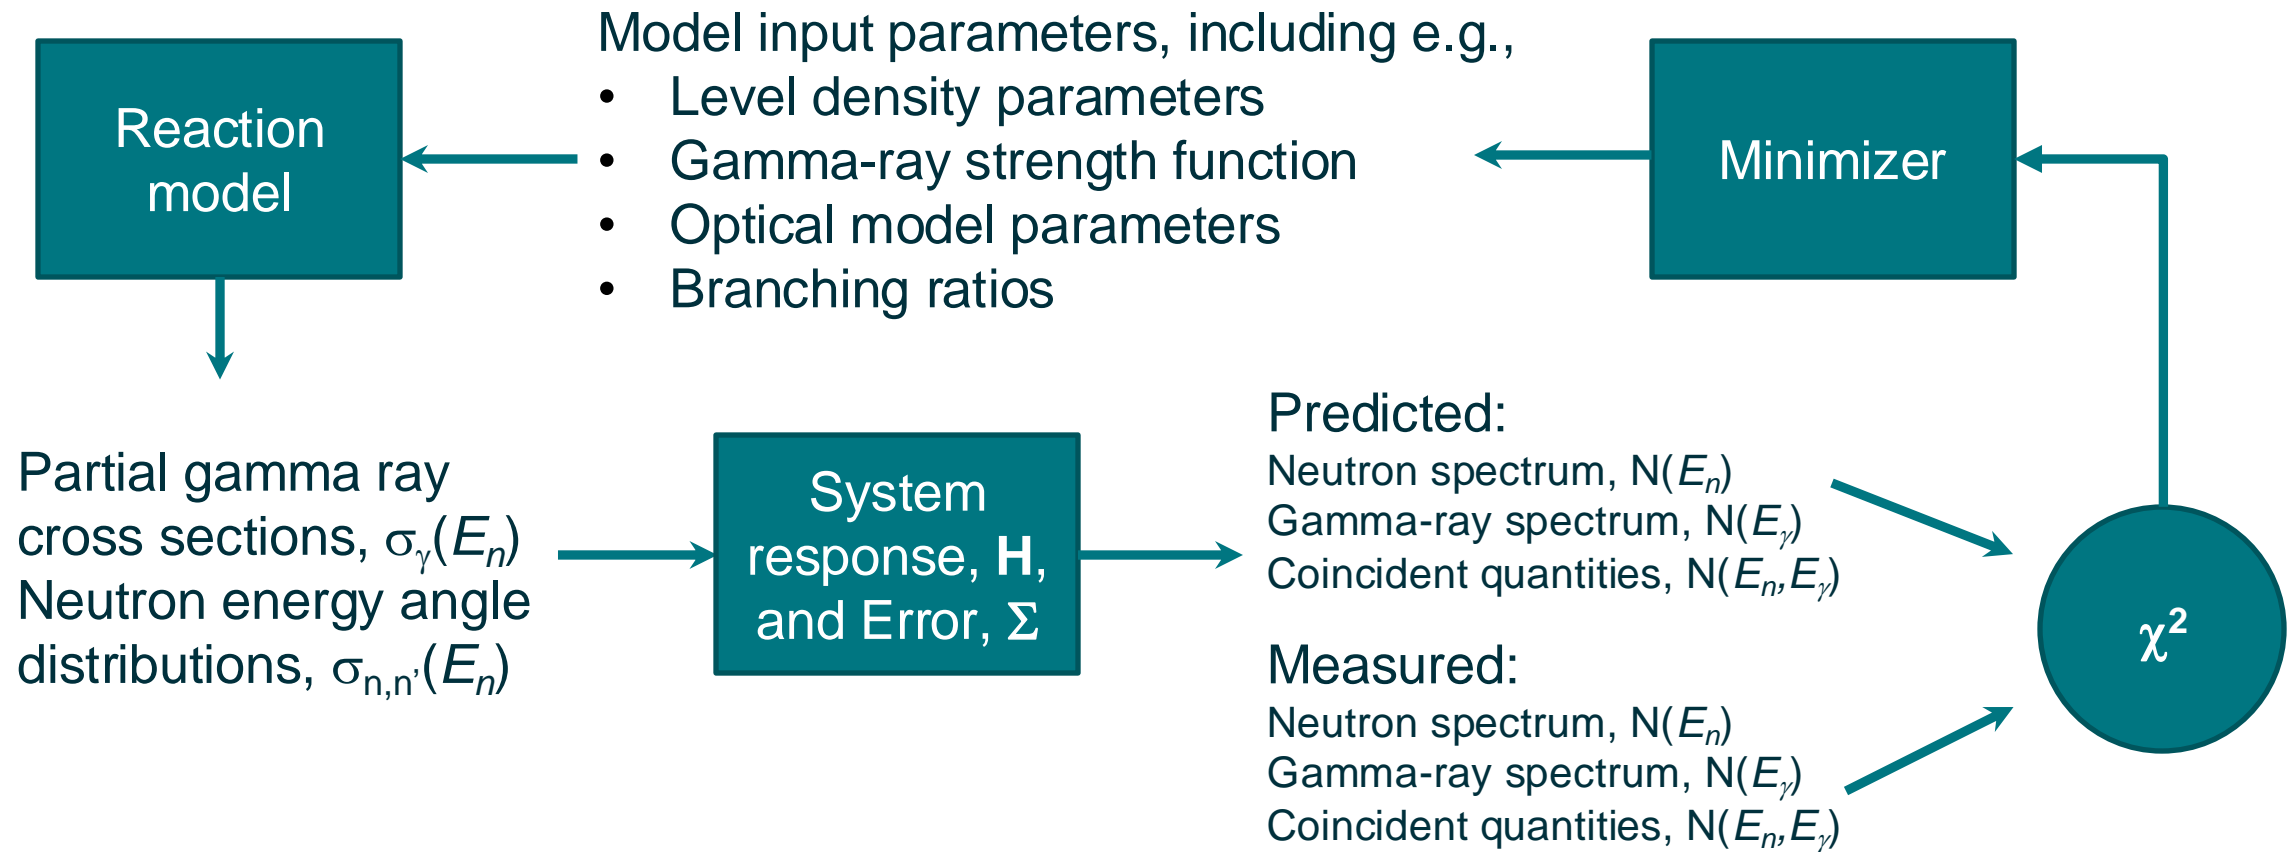 Reaction
model
Model input parameters, including e.g.,
• Level density parameters
• Gamma-ray strength function
• Optical model parameters
• Branching ratios
Minimizer
Partial gamma ray
cross sections, σγ(En)
Neutron energy angle
distributions, σn,n'(En)
System
response, H,
and Error, Σ
Predicted:
Neutron spectrum, N(En)
Gamma-ray spectrum, N(Eγ)
Coincident quantities, N(En,Eγ)
Measured:
Neutron spectrum, N(En)
Gamma-ray spectrum, N(Eγ)
Coincident quantities, N(En,Eγ)
χ²